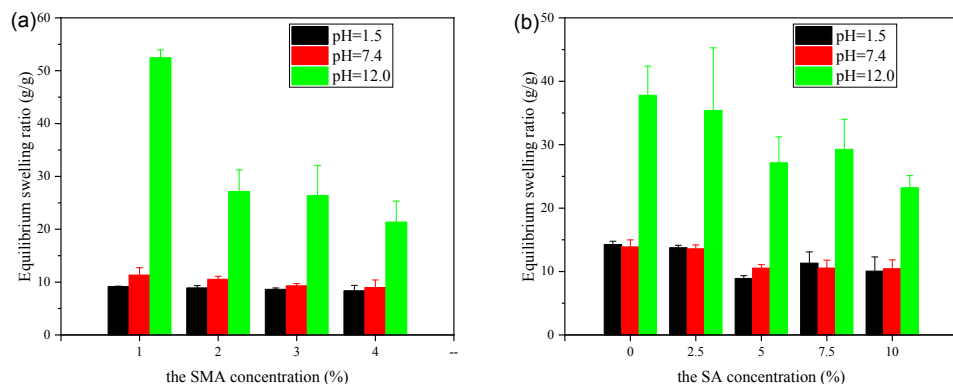 (a)
60
50
40
30
20
10
0
Equilibrium swelling ratio (g/g)
pH=1.5
pH=7.4
pH=12.0
1 2 3 4 --
the SMA concentration (%)
(b)
50
40
30
20
10
0
Equilibrium swelling ratio (g/g)
pH=1.5
pH=7.4
pH=12.0
0 2.5 5 7.5 10
the SA concentration (%)